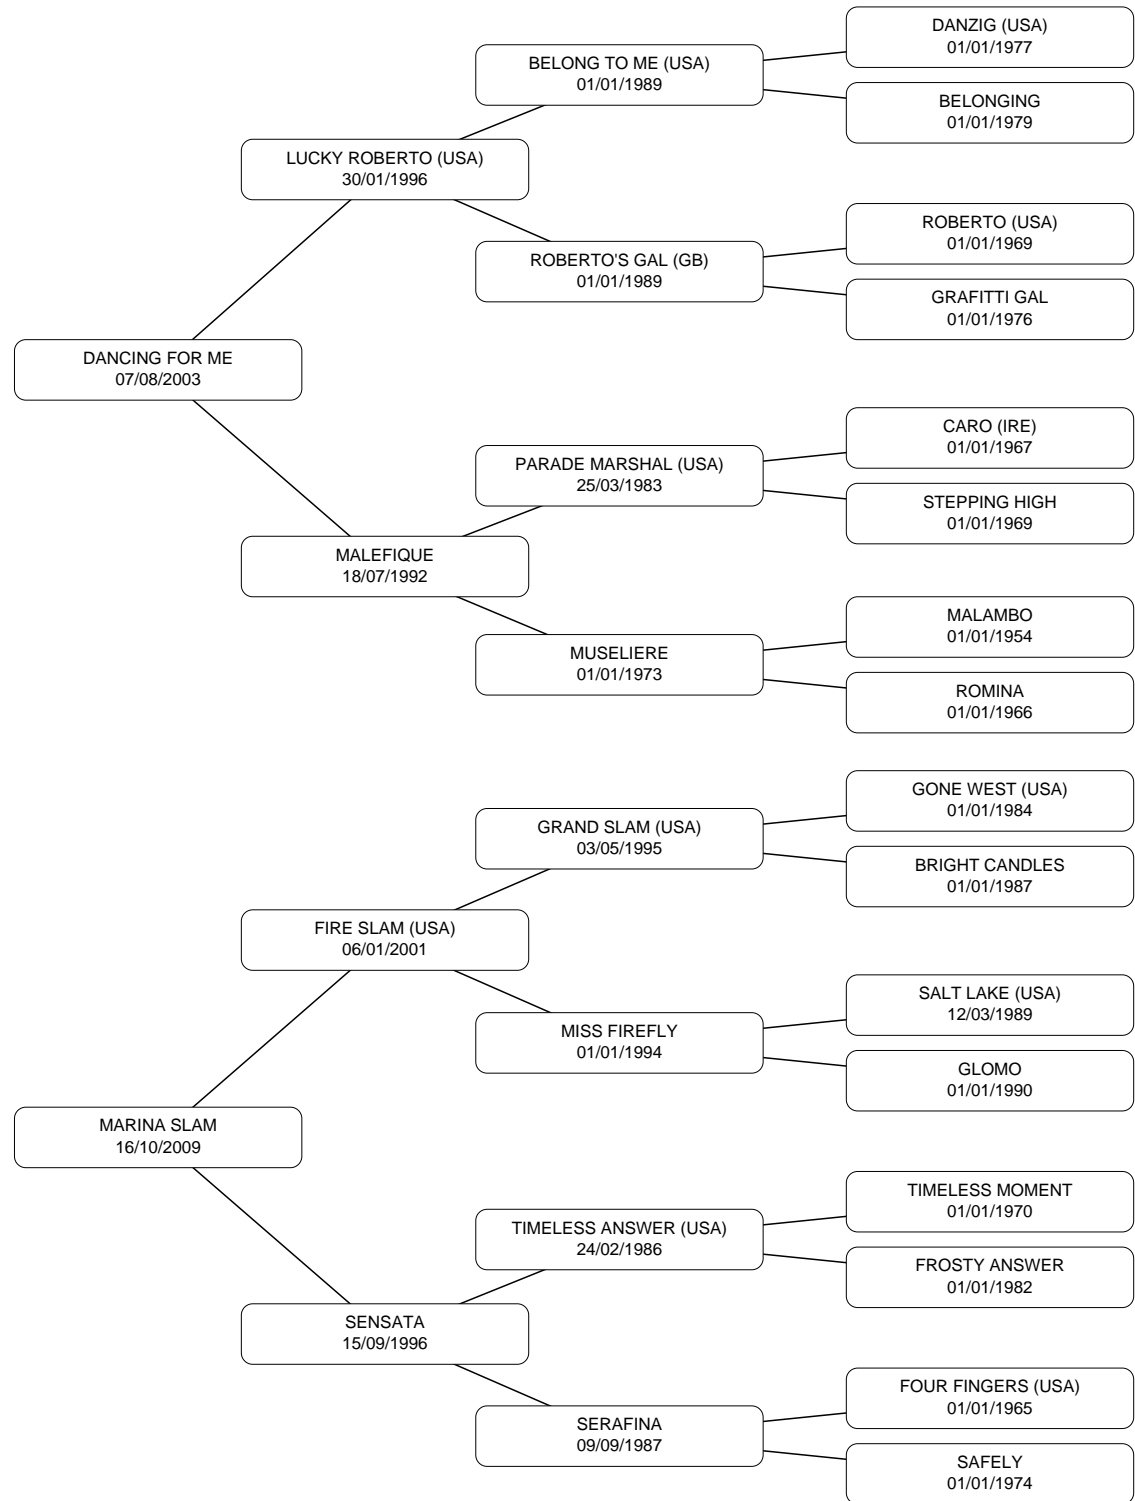 DANZIG (USA)
01/01/1977
BELONG TO ME (USA)
01/01/1989
BELONGING
01/01/1979
LUCKY ROBERTO (USA)
30/01/1996
ROBERTO (USA)
01/01/1969
ROBERTO'S GAL (GB)
01/01/1989
GRAFITTI GAL
01/01/1976
DANCING FOR ME
07/08/2003
CARO (IRE)
01/01/1967
PARADE MARSHAL (USA)
25/03/1983
STEPPING HIGH
01/01/1969
MALEFIQUE
18/07/1992
MALAMBO
01/01/1954
MUSELIERE
01/01/1973
ROMINA
01/01/1966
GONE WEST (USA)
01/01/1984
GRAND SLAM (USA)
03/05/1995
BRIGHT CANDLES
01/01/1987
FIRE SLAM (USA)
06/01/2001
SALT LAKE (USA)
12/03/1989
MISS FIREFLY
01/01/1994
GLOMO
01/01/1990
MARINA SLAM
16/10/2009
TIMELESS MOMENT
01/01/1970
TIMELESS ANSWER (USA)
24/02/1986
FROSTY ANSWER
01/01/1982
SENSATA
15/09/1996
FOUR FINGERS (USA)
01/01/1965
SERAFINA
09/09/1987
SAFELY
01/01/1974